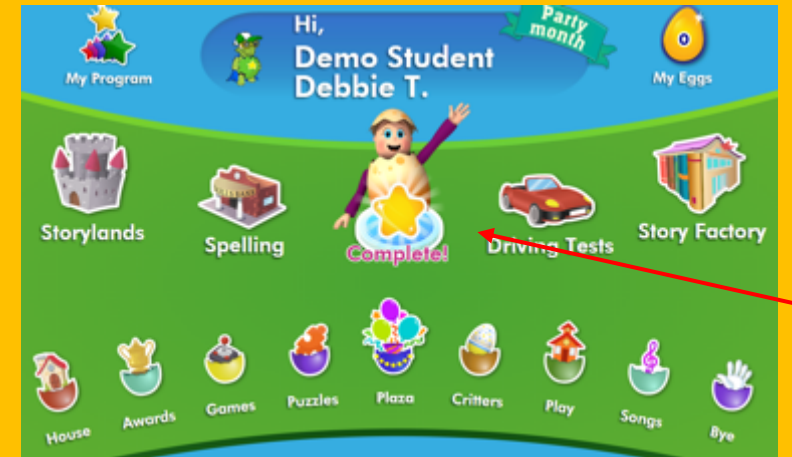 Hi,
Demo Student
Debbie T.
Party
month
My Program
My Eggs
Storylands
Spelling
Complete!
Driving Tests
Story Factory
House
Awards
Games
Puzzles
Plaza
Critters
Play
Songs
Bye